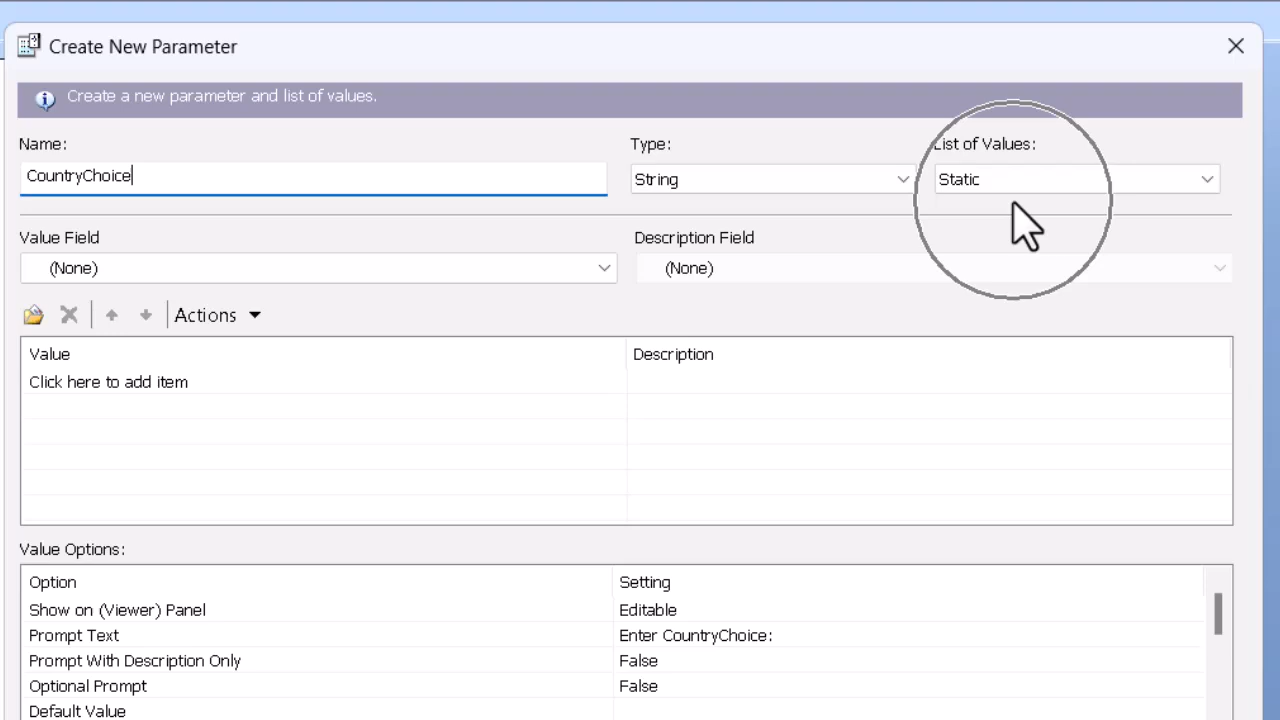 Create New Parameter
Create a new parameter and list of values.
Name: Type: List of Values:
CountryChoice String Static
Value Field Description Field
(None) (None)
Actions
Value Description
Click here to add item
Value Options:
Option Setting
Show on (Viewer) Panel Editable
Prompt Text Enter CountryChoice:
Prompt With Description Only False
Optional Prompt False
Default Value